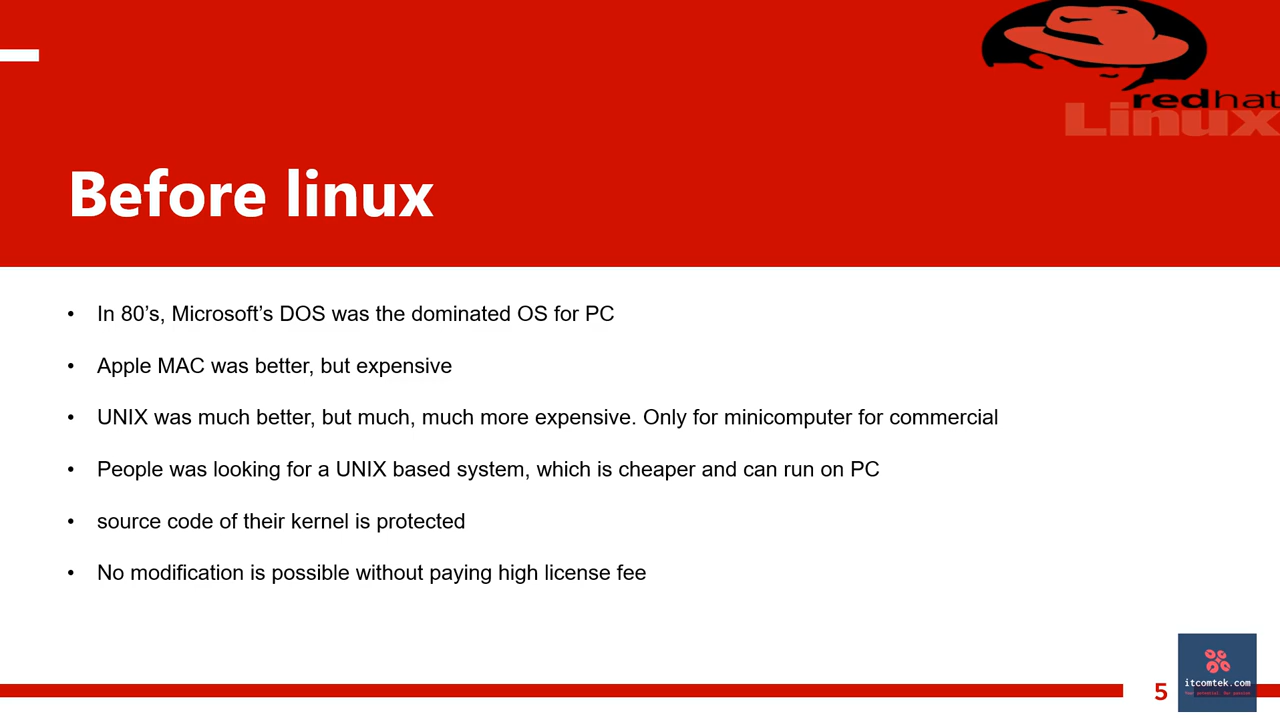 redhat
Linux
Before linux
• In 80’s, Microsoft’s DOS was the dominated OS for PC
• Apple MAC was better, but expensive
• UNIX was much better, but much, much more expensive. Only for minicomputer for commercial
• People was looking for a UNIX based system, which is cheaper and can run on PC
• source code of their kernel is protected
• No modification is possible without paying high license fee
5
itcomtek.com